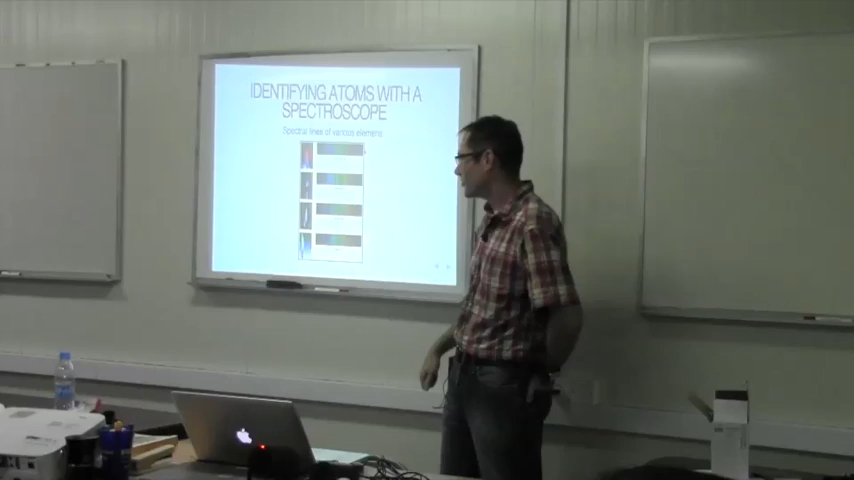 IDENTIFYING ATOMS WITH A
SPECTROSCOPE
Spectral lines of various elements